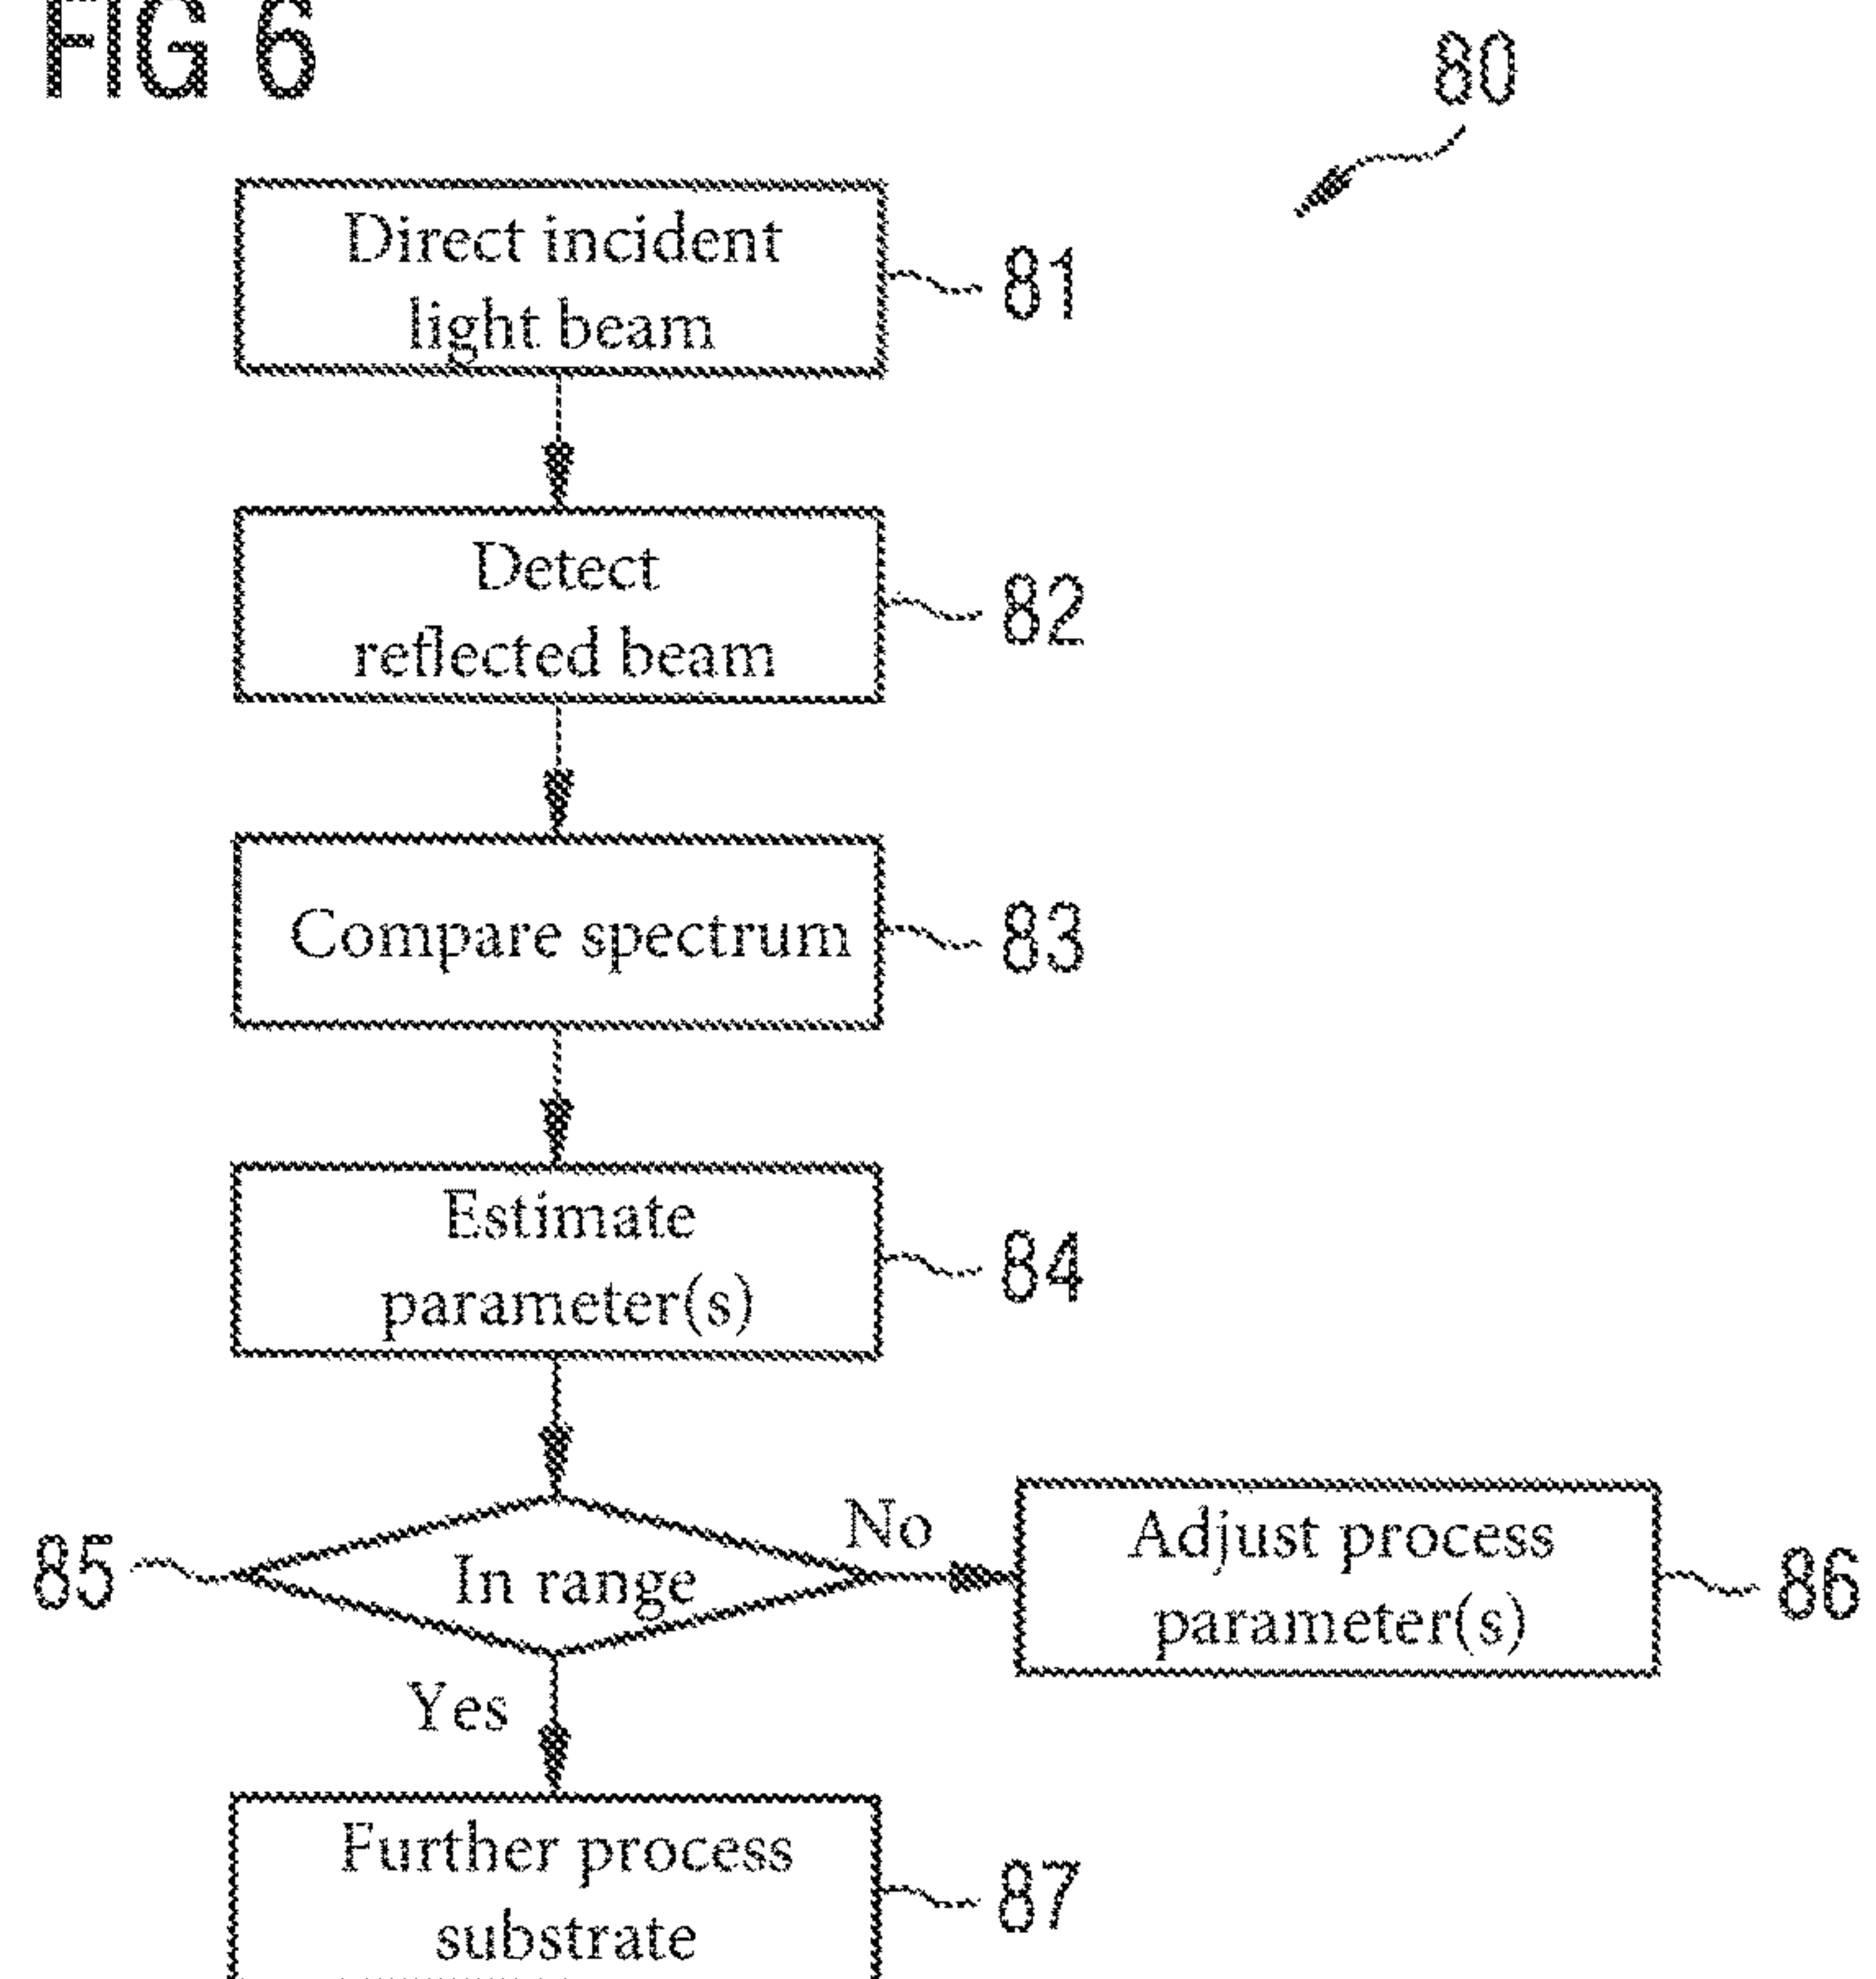 FIG 6
80
Direct incident
light beam
81
Detect
reflected beam
82
Compare spectrum
83
Estimate
parameter(s)
84
85
In range
No
Adjust process
parameter(s)
86
Yes
Further process
substrate
87